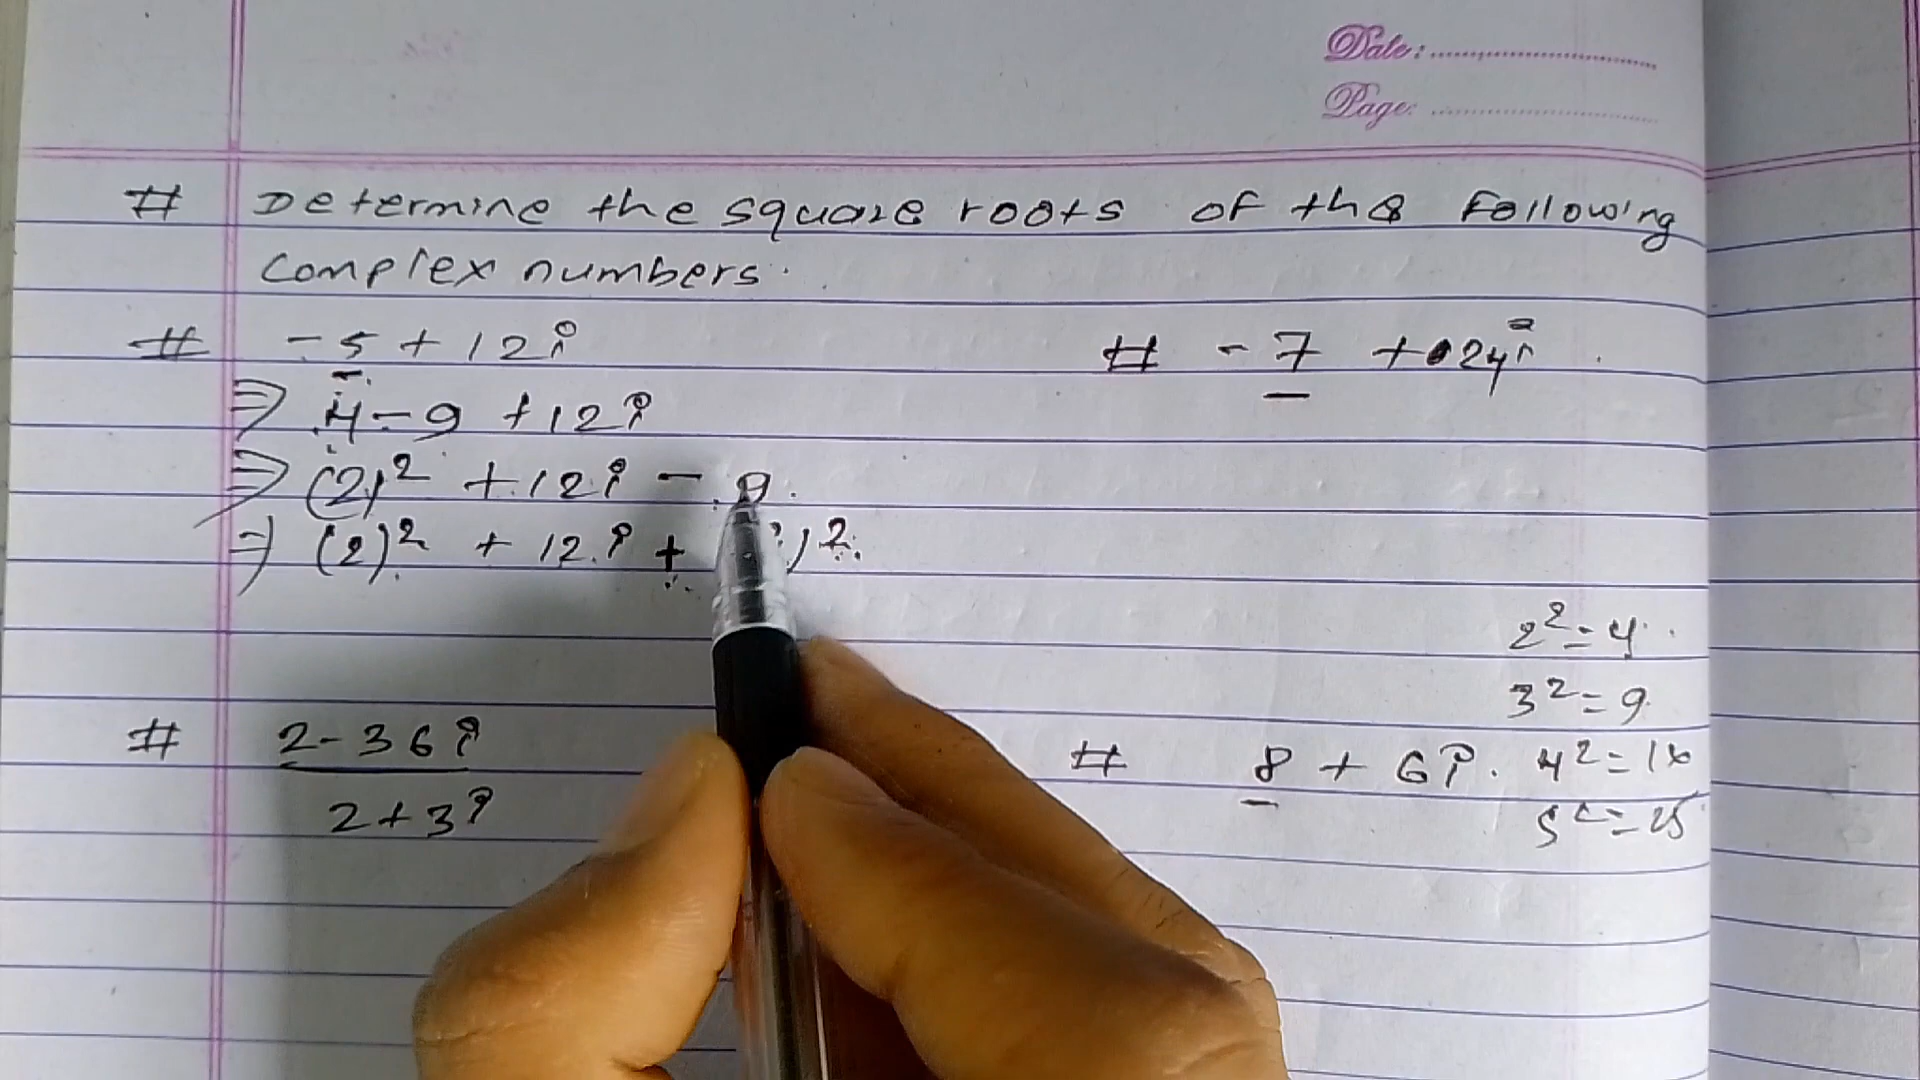 Date:
Page:
# Determine the square roots of the following
complex numbers.
# -5 + 12i
⇒ 4 - 9 + 12i
⇒ (2)² + 12i - 9
⇒ (2)² + 12.i + )²
# -7 + 24i
2² = 4
3² = 9
4² = 16
5² = 25
# 2 - 36i
2 + 3i
# 8 + 6i.